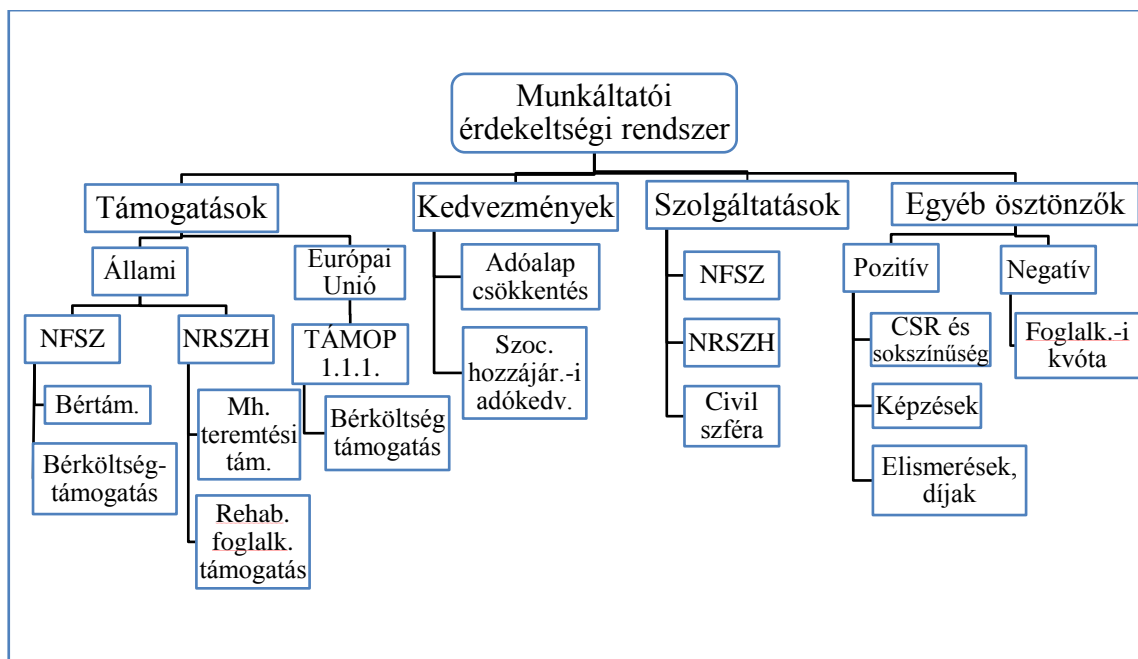 Munkáltatói
érdekeltségi rendszer
Támogatások
Kedvezmények
Szolgáltatások
Egyéb ösztönzők
Állami
Európai
Unió
Adóalap
csökkentés
NFSZ
Pozitív
Negatív
NFSZ
NRSZH
TÁMOP
1.1.1.
Szoc.
hozzájár.-i
adókedv.
NRSZH
CSR és
sokszínűség
Foglalk.-i
kvóta
Bértám.
Mh.
teremtési
tám.
Bérköltség
támogatás
Civil
szféra
Képzések
Bérköltség-
támogatás
Rehab.
foglalk.
támogatás
Elismerések,
díjak